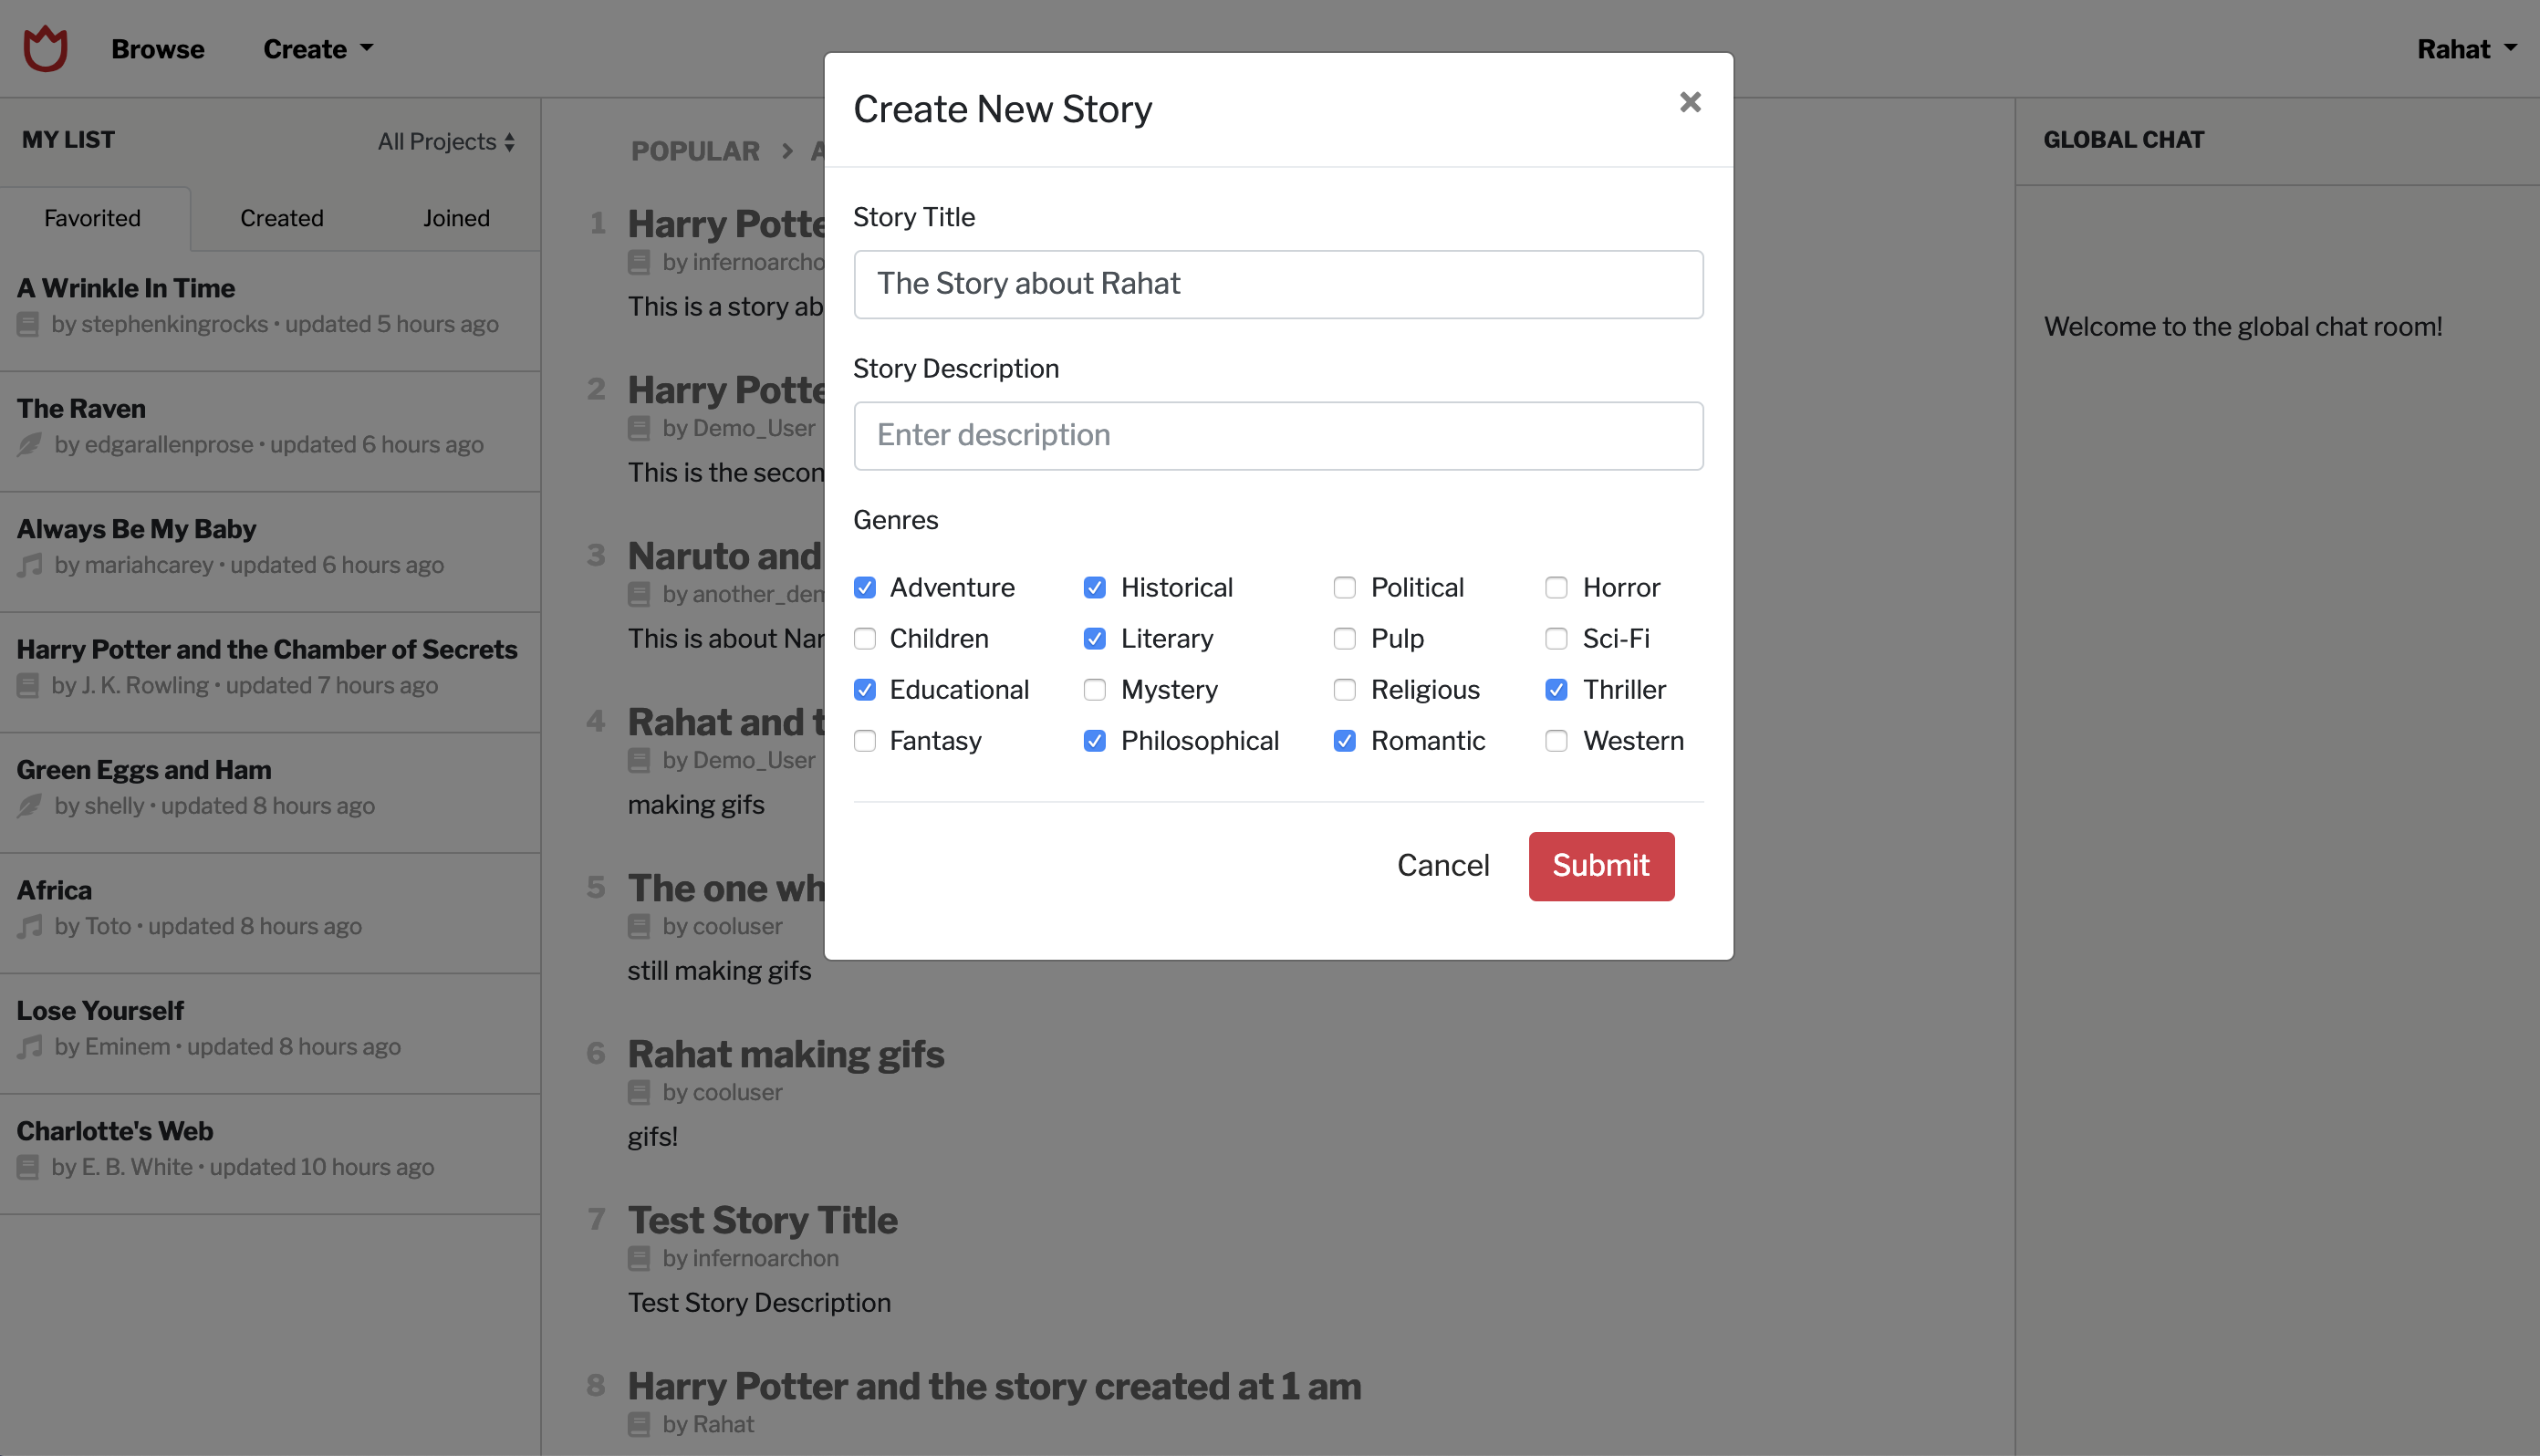 Browse
Create
Rahat
MY LIST
All Projects
Favorited
Created
Joined
A Wrinkle In Time
by stephenkingrocks • updated 5 hours ago
The Raven
by edgarallenprose • updated 6 hours ago
Always Be My Baby
by mariahcarey • updated 6 hours ago
Harry Potter and the Chamber of Secrets
by J. K. Rowling • updated 7 hours ago
Green Eggs and Ham
by shelly • updated 8 hours ago
Africa
by Toto • updated 8 hours ago
Lose Yourself
by Eminem • updated 8 hours ago
Charlotte's Web
by E. B. White • updated 10 hours ago
POPULAR >
1 Harry Potte
by infernoarcho
This is a story ab
2 Harry Potte
by Demo_User
This is the secon
3 Naruto and
by another_den
This is about Nar
4 Rahat and t
by Demo_User
making gifs
5 The one wh
by cooluser
still making gifs
6 Rahat making gifs
by cooluser
gifs!
7 Test Story Title
by infernoarchon
Test Story Description
8 Harry Potter and the story created at 1 am
by Rahat
Create New Story
×
Story Title
The Story about Rahat
Story Description
Enter description
Genres
Adventure Historical Political Horror
Children Literary Pulp Sci-Fi
Educational Mystery Religious Thriller
Fantasy Philosophical Romantic Western
Cancel
Submit
GLOBAL CHAT
Welcome to the global chat room!